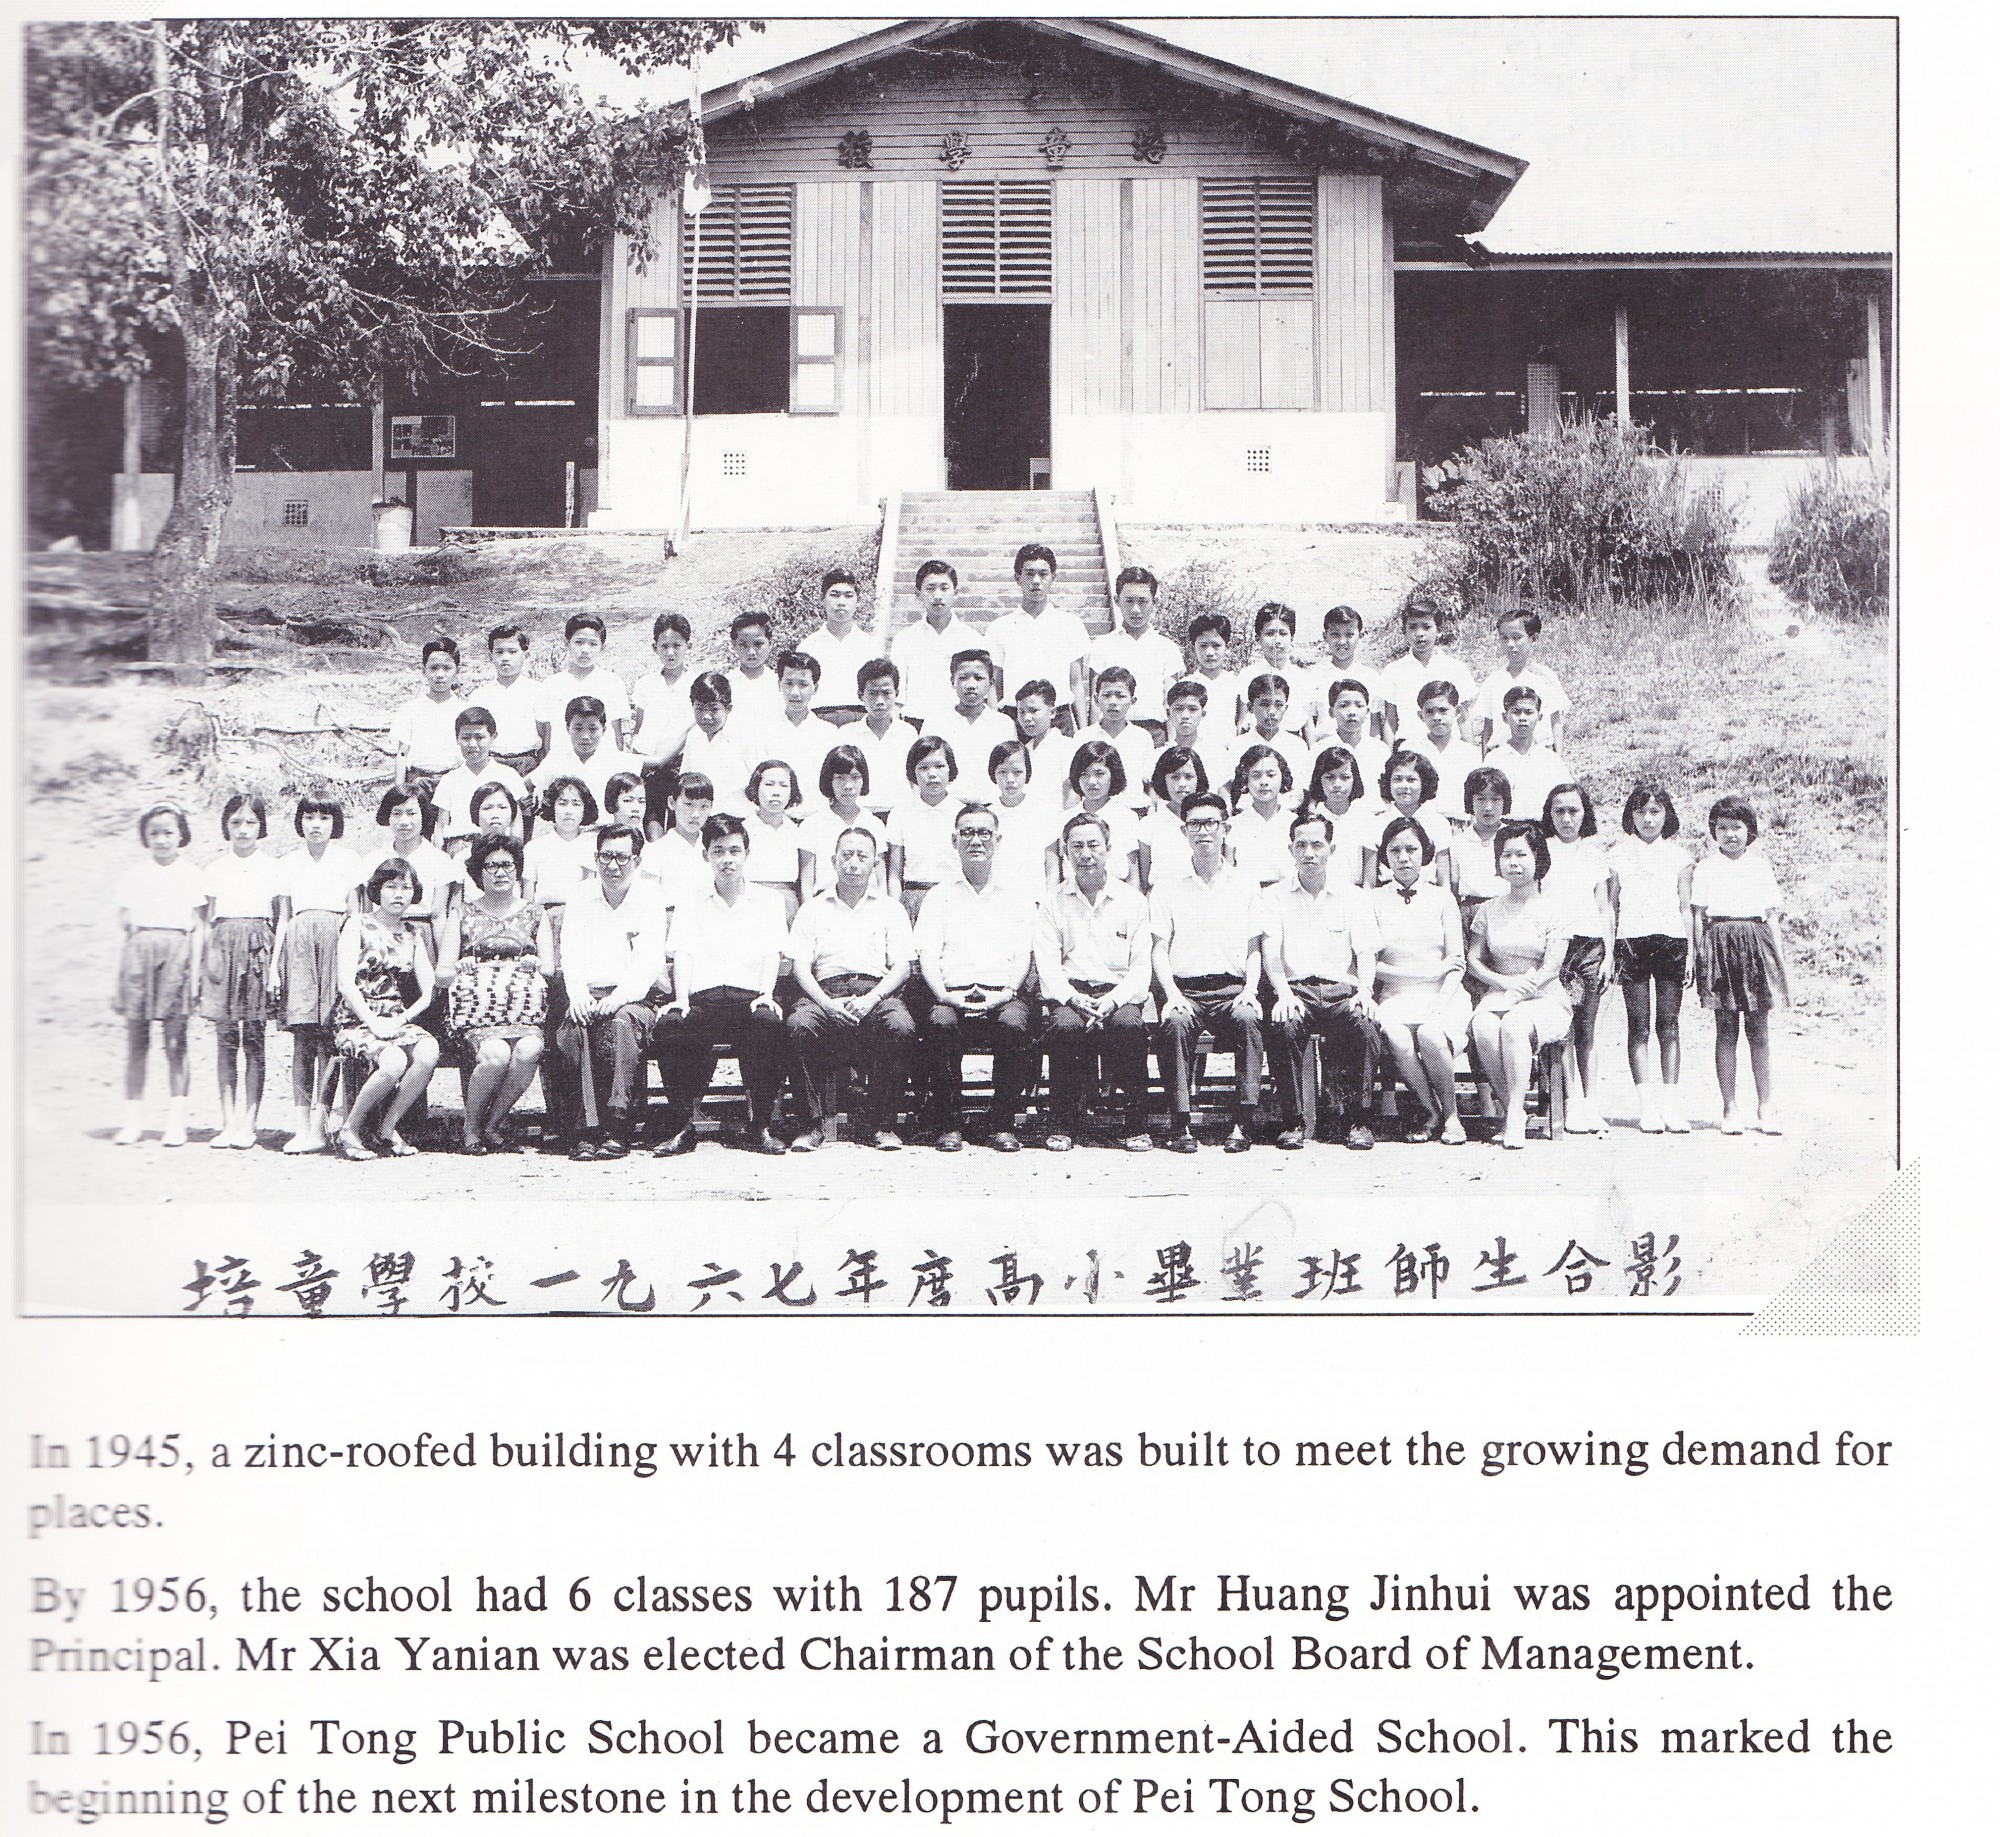 校學童培
培童學校一九六七年度高小畢業班師生合影
In 1945, a zinc-roofed building with 4 classrooms was built to meet the growing demand for
places.
By 1956, the school had 6 classes with 187 pupils. Mr Huang Jinhui was appointed the
Principal. Mr Xia Yanian was elected Chairman of the School Board of Management.
In 1956, Pei Tong Public School became a Government-Aided School. This marked the
beginning of the next milestone in the development of Pei Tong School.